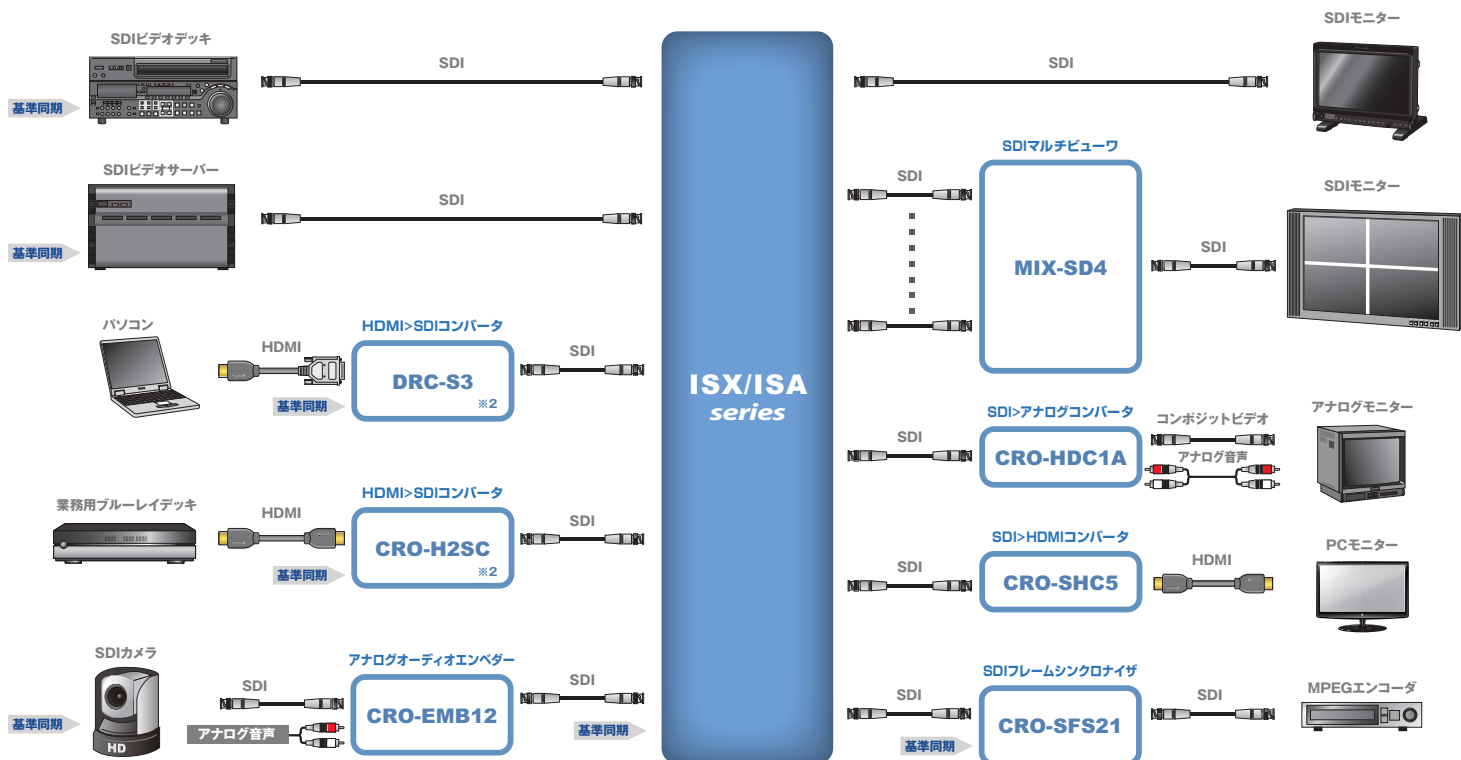 SDIビデオデッキ
SDI
基準同期
SDIビデオサーバー
SDI
基準同期
パソコン
HDMI
HDMI>SDIコンバータ
DRC-S3
※2
基準同期
SDI
業務用ブルーレイデッキ
HDMI
HDMI>SDIコンバータ
CRO-H2SC
※2
基準同期
SDI
SDIカメラ
HD
基準同期
SDI
アナログ音声
アナログオーディオエンベダー
CRO-EMB12
SDI
基準同期
ISX/ISA
series
SDI
SDIモニター
SDI
SDIマルチビューワ
MIX-SD4
SDI
SDIモニター
SDI
SDI>アナログコンバータ
CRO-HDC1A
コンポジットビデオ
アナログ音声
アナログモニター
SDI
SDI>HDMIコンバータ
CRO-SHC5
HDMI
PCモニター
SDI
基準同期
SDIフレームシンクロナイザ
CRO-SFS21
SDI
MPEGエンコーダ